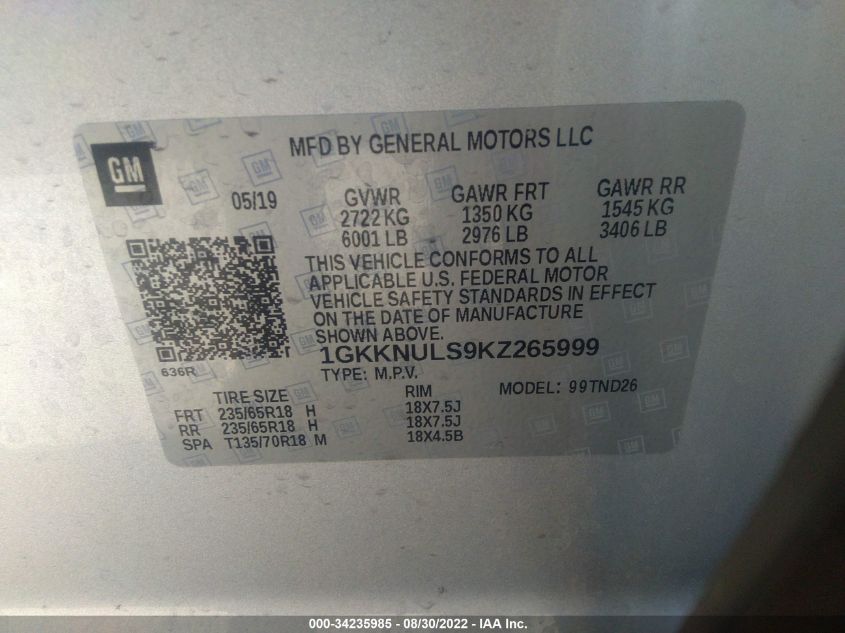 GM
MFD BY GENERAL MOTORS LLC
05/19
GVWR GAWR FRT GAWR RR
2722 KG 1350 KG 1545 KG
6001 LB 2976 LB 3406 LB
THIS VEHICLE CONFORMS TO ALL
APPLICABLE U.S. FEDERAL MOTOR
VEHICLE SAFETY STANDARDS IN EFFECT
ON THE DATE OF MANUFACTURE
SHOWN ABOVE.
1GKKNULS9KZ265999
636R
TYPE: M.P.V.
MODEL: 99TND26
TIRE SIZE RIM
FRT 235/65R18 H 18X7.5J
RR 235/65R18 H 18X7.5J
SPA T135/70R18 M 18X4.5B
000-34235985 - 08/30/2022 - IAA Inc.